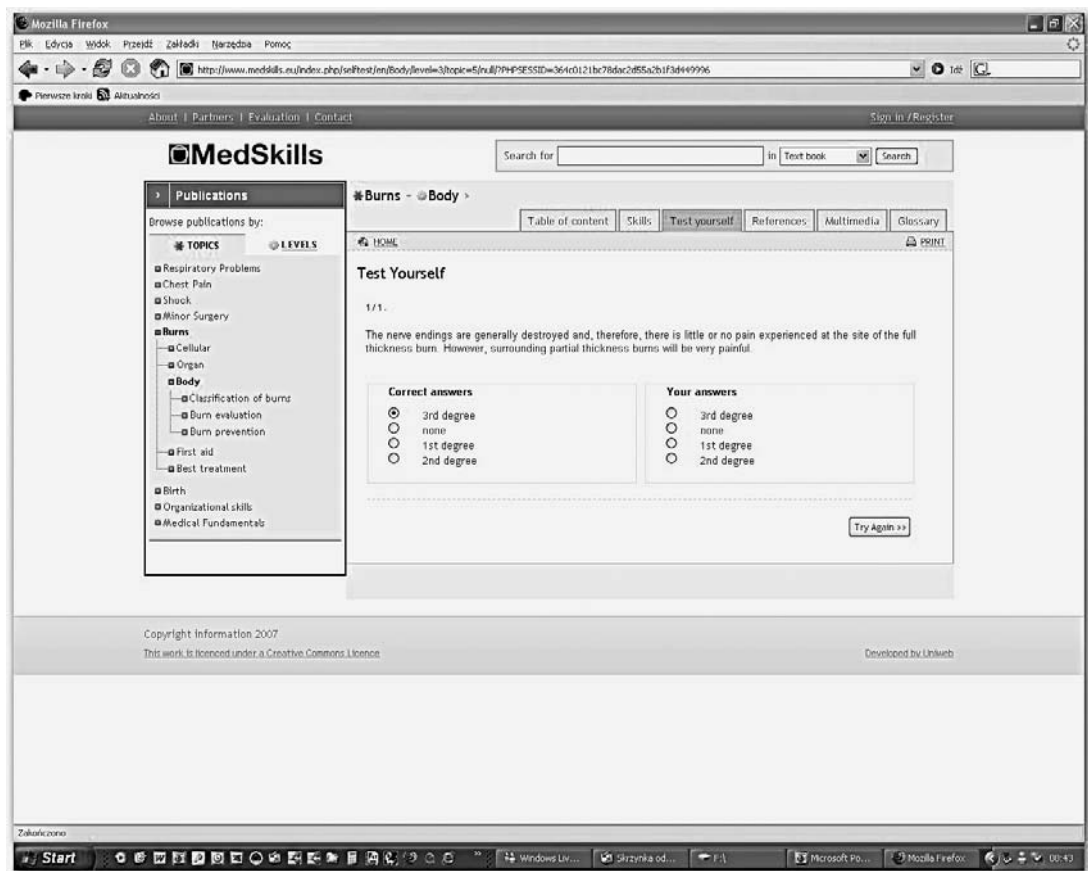 Mozilla Firefox
Plik Edycja Widok Przejdź Zakładki Narzędzia Pomoc
http://www.medskills.eu/index.php/selftest/en/Body/level=3/topic=5/null/?PHPSESSID=364c0121bc78dac2d55a2b1f3d449996 Idź
Pierwsze kroki Aktualności
About | Partners | Evaluation | Contact Sign in /Register
MedSkills Search for in Text book Search
› Publications
Browse publications by:
TOPICS LEVELS
Respiratory Problems
Chest Pain
Shock
Minor Surgery
Burns
Cellular
Organ
Body
Classification of burns
Burn evaluation
Burn prevention
First aid
Best treatment
Birth
Organizational skills
Medical Fundamentals
Burns - Body ›
Table of content Skills Test yourself References Multimedia Glossary
HOME PRINT
Test Yourself
1/1.
The nerve endings are generally destroyed and, therefore, there is little or no pain experienced at the site of the full
thickness burn. However, surrounding partial thickness burns will be very painful.
Correct answers
3rd degree
none
1st degree
2nd degree
Your answers
3rd degree
none
1st degree
2nd degree
Try Again >>
Copyright information 2007
This work is licenced under a Creative Commons Licence Developed by Uniweb
Zakończono
Start Windows Liv... Skrzynka od... F:\ Microsoft Po... Mozilla Firefox 00:43